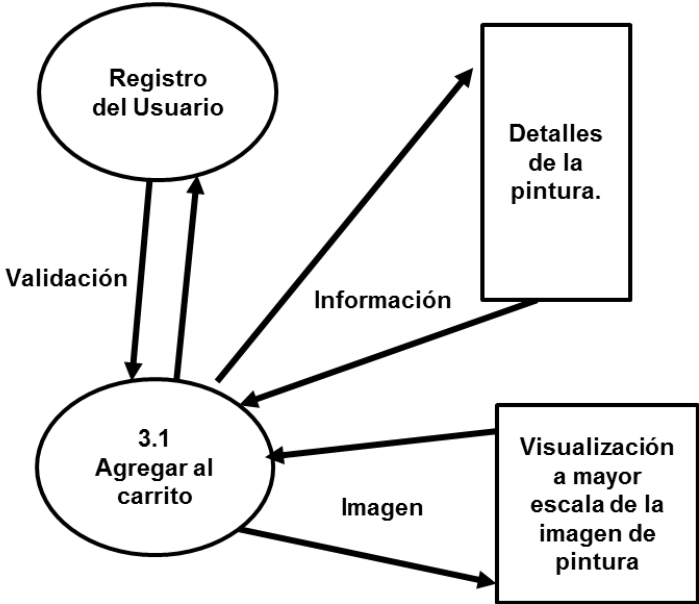 Registro
del Usuario
Detalles
de la
pintura.
Validación
Información
3.1
Agregar al
carrito
Imagen
Visualización
a mayor
escala de la
imagen de
pintura